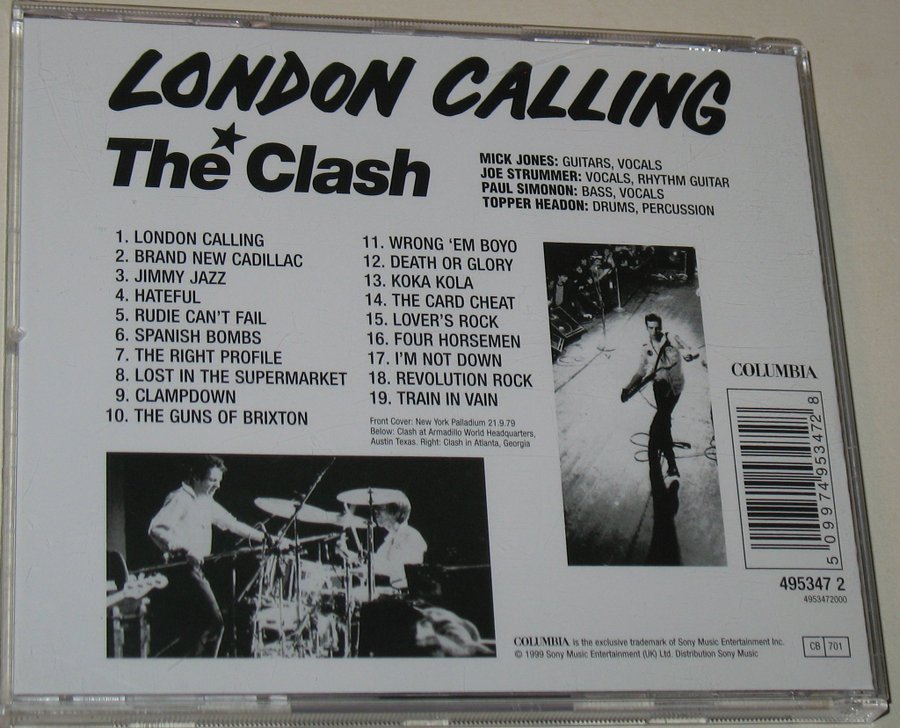 LONDON CALLING
The Clash
MICK JONES: GUITARS, VOCALS
JOE STRUMMER: VOCALS, RHYTHM GUITAR
PAUL SIMONON: BASS, VOCALS
TOPPER HEADON: DRUMS, PERCUSSION
1. LONDON CALLING
2. BRAND NEW CADILLAC
3. JIMMY JAZZ
4. HATEFUL
5. RUDIE CAN'T FAIL
6. SPANISH BOMBS
7. THE RIGHT PROFILE
8. LOST IN THE SUPERMARKET
9. CLAMPDOWN
10. THE GUNS OF BRIXTON
11. WRONG 'EM BOYO
12. DEATH OR GLORY
13. KOKA KOLA
14. THE CARD CHEAT
15. LOVER'S ROCK
16. FOUR HORSEMEN
17. I'M NOT DOWN
18. REVOLUTION ROCK
19. TRAIN IN VAIN
Front Cover: New York Palladium 21.9.79
Below: Clash at Armadillo World Headquarters,
Austin Texas. Right: Clash in Atlanta, Georgia
COLUMBIA
5 099749 534728
495347 2
4953472000
COLUMBIA is the exclusive trademark of Sony Music Entertainment Inc.
© 1999 Sony Music Entertainment (UK) Ltd. Distribution Sony Music
CB 701